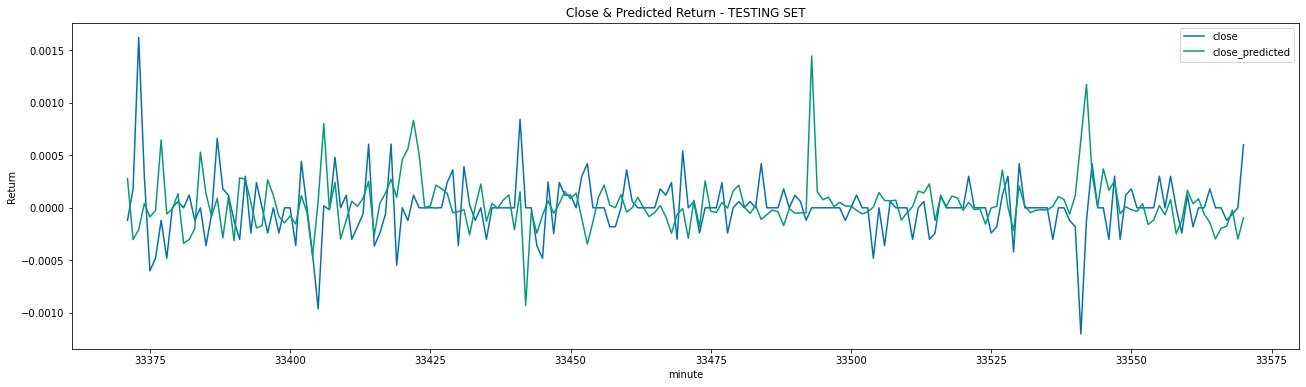 Close & Predicted Return - TESTING SET
close
close_predicted
0.0015
0.0010
0.0005
0.0000
−0.0005
−0.0010
Return
33375 33400 33425 33450 33475 33500 33525 33550 33575
minute